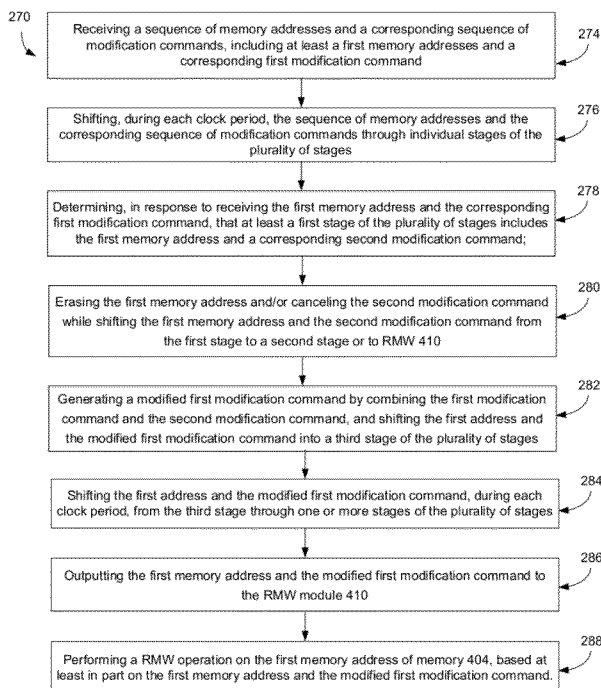 270
Receiving a sequence of memory addresses and a corresponding sequence of
modification commands, including at least a first memory addresses and a
corresponding first modification command
274
Shifting, during each clock period, the sequence of memory addresses and the
corresponding sequence of modification commands through individual stages of the
plurality of stages
276
Determining, in response to receiving the first memory address and the corresponding
first modification command, that at least a first stage of the plurality of stages includes
the first memory address and a corresponding second modification command;
278
Erasing the first memory address and/or canceling the second modification command
while shifting the first memory address and the second modification command from
the first stage to a second stage or to RMW 410
280
Generating a modified first modification command by combining the first modification
command and the second modification command, and shifting the first address and
the modified first modification command into a third stage of the plurality of stages
282
Shifting the first address and the modified first modification command, during each
clock period, from the third stage through one or more stages of the plurality of stages
284
Outputting the first memory address and the modified first modification command to
the RMW module 410
286
Performing a RMW operation on the first memory address of memory 404, based at
least in part on the first memory address and the modified first modification command.
288